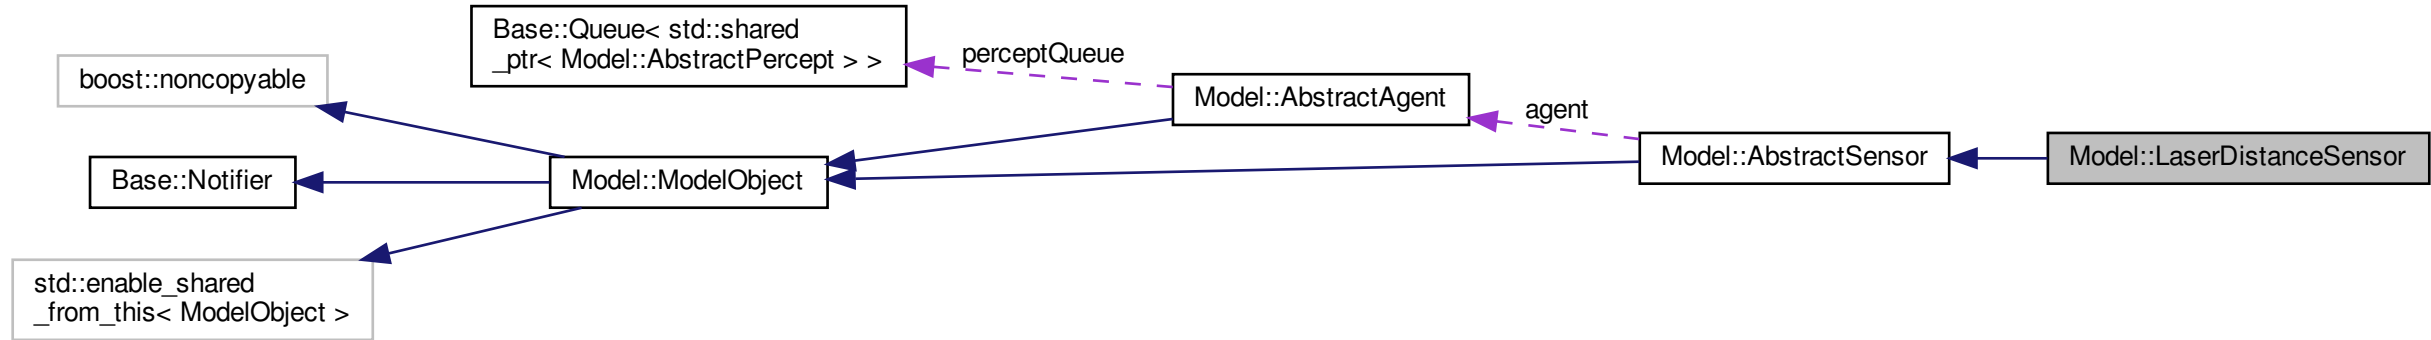 Base::Queue< std::shared
_ptr< Model::AbstractPercept > >
perceptQueue
boost::noncopyable
Model::AbstractAgent
agent
Model::AbstractSensor
Model::LaserDistanceSensor
Base::Notifier
Model::ModelObject
std::enable_shared
_from_this< ModelObject >